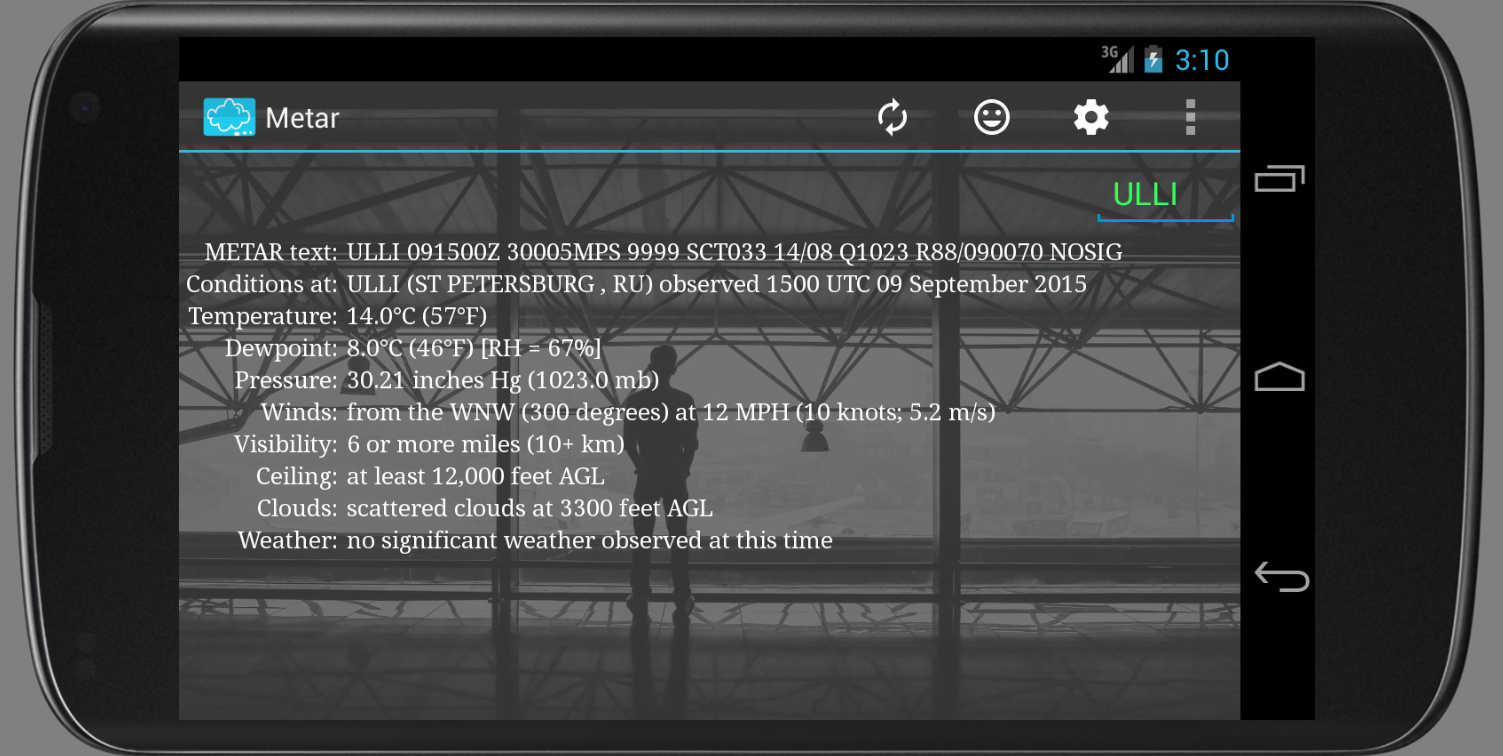 3G 3:10
Metar
ULLI
METAR text: ULLI 091500Z 30005MPS 9999 SCT033 14/08 Q1023 R88/090070 NOSIG
Conditions at: ULLI (ST PETERSBURG , RU) observed 1500 UTC 09 September 2015
Temperature: 14.0°C (57°F)
Dewpoint: 8.0°C (46°F) [RH = 67%]
Pressure: 30.21 inches Hg (1023.0 mb)
Winds: from the WNW (300 degrees) at 12 MPH (10 knots; 5.2 m/s)
Visibility: 6 or more miles (10+ km)
Ceiling: at least 12,000 feet AGL
Clouds: scattered clouds at 3300 feet AGL
Weather: no significant weather observed at this time